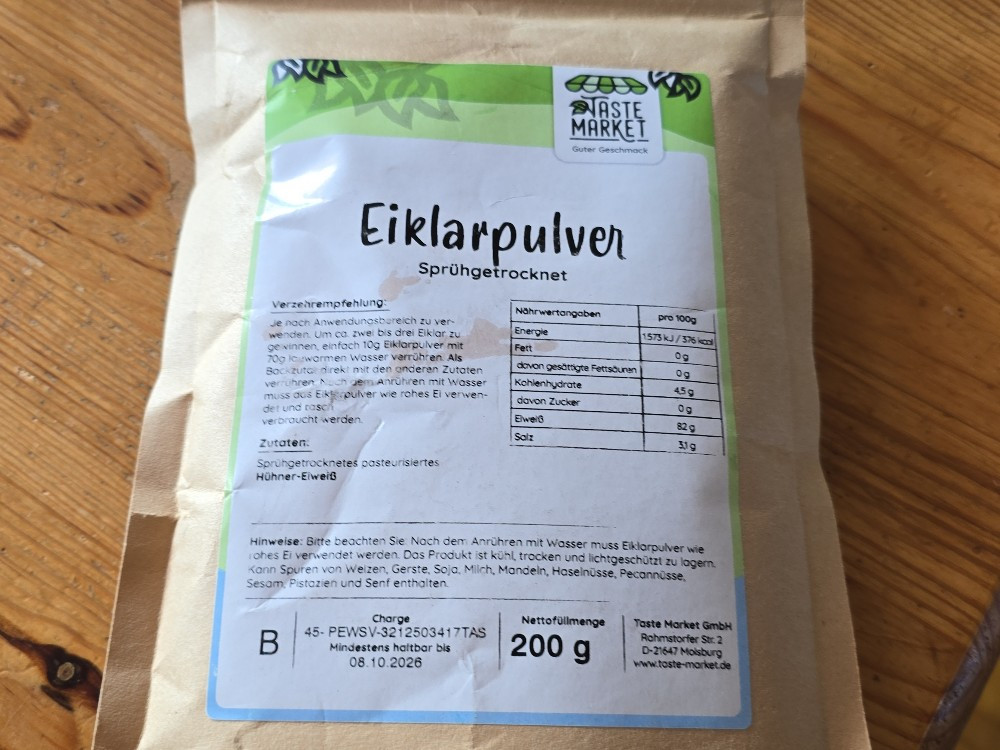 TASTE
MARKET
Guter Geschmack
Eiklarpulver
Sprühgetrocknet
Verzehrempfehlung:
Je nach Anwendungsbereich zu ver-
wenden. Um ca. zwei bis drei Eiklar zu
gewinnen, einfach 10g Eiklarpulver mit
70g lauwarmen Wasser verrühren. Als
Backzutat direkt mit den anderen Zutaten
verrühren. Nach dem Anrühren mit Wasser
muss das Eiklarpulver wie rohes Ei verwen-
det und rasch
verbraucht werden.
Zutaten:
Sprühgetrocknetes pasteurisiertes
Hühner-Eiweiß
Nährwertangaben pro 100g
Energie 1.573 kJ / 376 kcal
Fett 0 g
davon gesättigte Fettsäuren 0 g
Kohlenhydrate 4,5 g
davon Zucker 0 g
Eiweiß 82 g
Salz 3,1 g
Hinweise: Bitte beachten Sie: Nach dem Anrühren mit Wasser muss Eiklarpulver wie
rohes Ei verwendet werden. Das Produkt ist kühl, trocken und lichtgeschützt zu lagern.
Kann Spuren von Weizen, Gerste, Soja, Milch, Mandeln, Haselnüsse, Pecannüsse,
Sesam, Pistazien und Senf enthalten.
B
Charge
45- PEWSV-3212503417TAS
Mindestens haltbar bis
08.10.2026
Nettofüllmenge
200 g
Taste Market GmbH
Rahmstorfer Str. 2
D-21647 Moisburg
www.taste-market.de